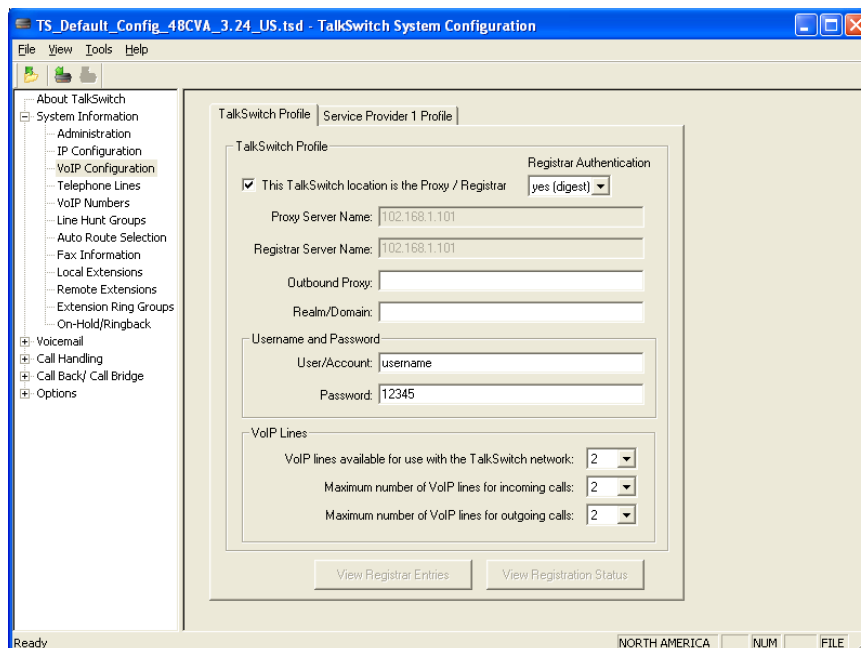 TS_Default_Config_48CVA_3.24_US.tsd - TalkSwitch System Configuration
File View Tools Help
About TalkSwitch
System Information
Administration
IP Configuration
VoIP Configuration
Telephone Lines
VoIP Numbers
Line Hunt Groups
Auto Route Selection
Fax Information
Local Extensions
Remote Extensions
Extension Ring Groups
On-Hold/Ringback
Voicemail
Call Handling
Call Back/ Call Bridge
Options
TalkSwitch Profile Service Provider 1 Profile
TalkSwitch Profile
Registrar Authentication
This TalkSwitch location is the Proxy / Registrar yes (digest)
Proxy Server Name: 102.168.1.101
Registrar Server Name: 102.168.1.101
Outbound Proxy:
Realm/Domain:
Username and Password
User/Account: username
Password: 12345
VoIP Lines
VoIP lines available for use with the TalkSwitch network: 2
Maximum number of VoIP lines for incoming calls: 2
Maximum number of VoIP lines for outgoing calls: 2
View Registrar Entries View Registration Status
Ready NORTH AMERICA NUM FILE